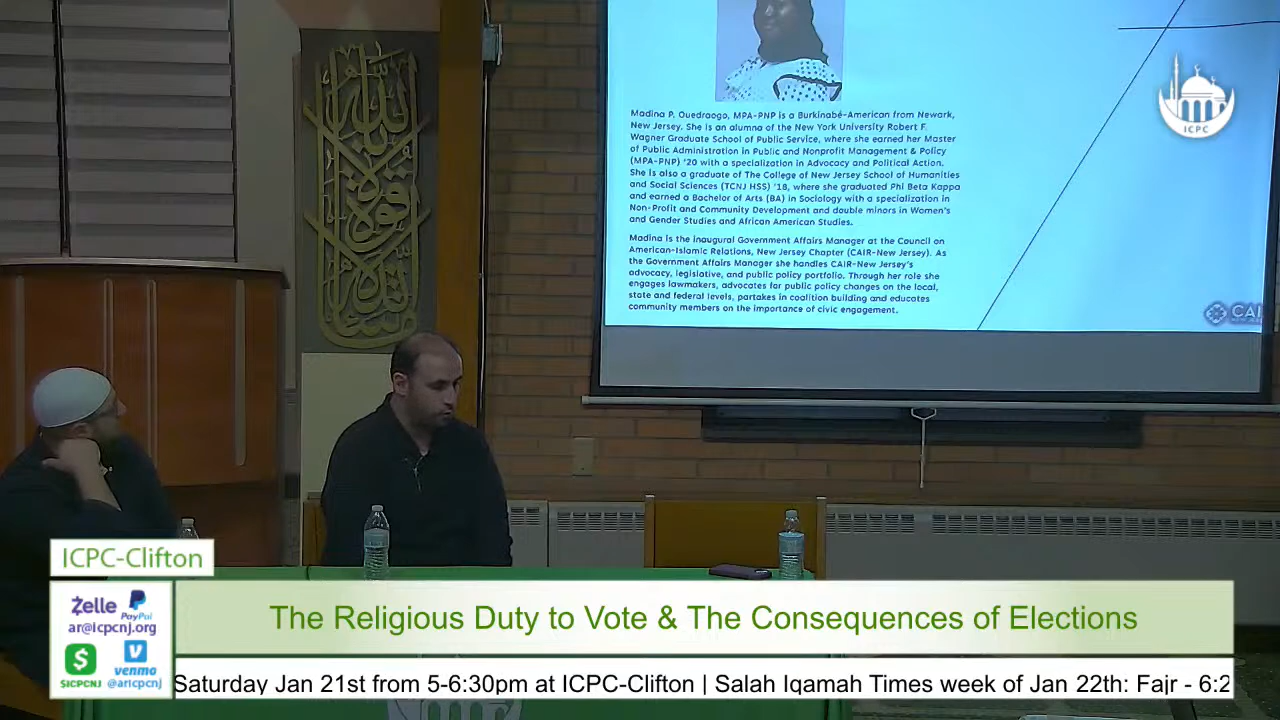 ICPC
Madina P. Ouedraogo, MPA-PNP is a Burkinabé-American from Newark,
New Jersey. She is an alumna of the New York University Robert F.
Wagner Graduate School of Public Service, where she earned her Master
of Public Administration in Public and Nonprofit Management & Policy
(MPA-PNP) '20 with a specialization in Advocacy and Political Action.
She is also a graduate of The College of New Jersey School of Humanities
and Social Sciences (TCNJ HSS) '18, where she graduated Phi Beta Kappa
and earned a Bachelor of Arts (BA) in Sociology with a specialization in
Non-Profit and Community Development and double minors in Women's
and Gender Studies and African American Studies.
Madina is the inaugural Government Affairs Manager at the Council on
American-Islamic Relations, New Jersey Chapter (CAIR-New Jersey). As
the Government Affairs Manager she handles CAIR-New Jersey's
advocacy, legislative, and public policy portfolio. Through her role she
engages lawmakers, advocates for public policy changes on the local,
state and federal levels, partakes in coalition building and educates
community members on the importance of civic engagement.
CAI
ICPC-Clifton
Zelle PayPal
ar@icpcnj.org
venmo
$ICPCNJ @aricpcnj
The Religious Duty to Vote & The Consequences of Elections
Saturday Jan 21st from 5-6:30pm at ICPC-Clifton | Salah Iqamah Times week of Jan 22th: Fajr - 6:2